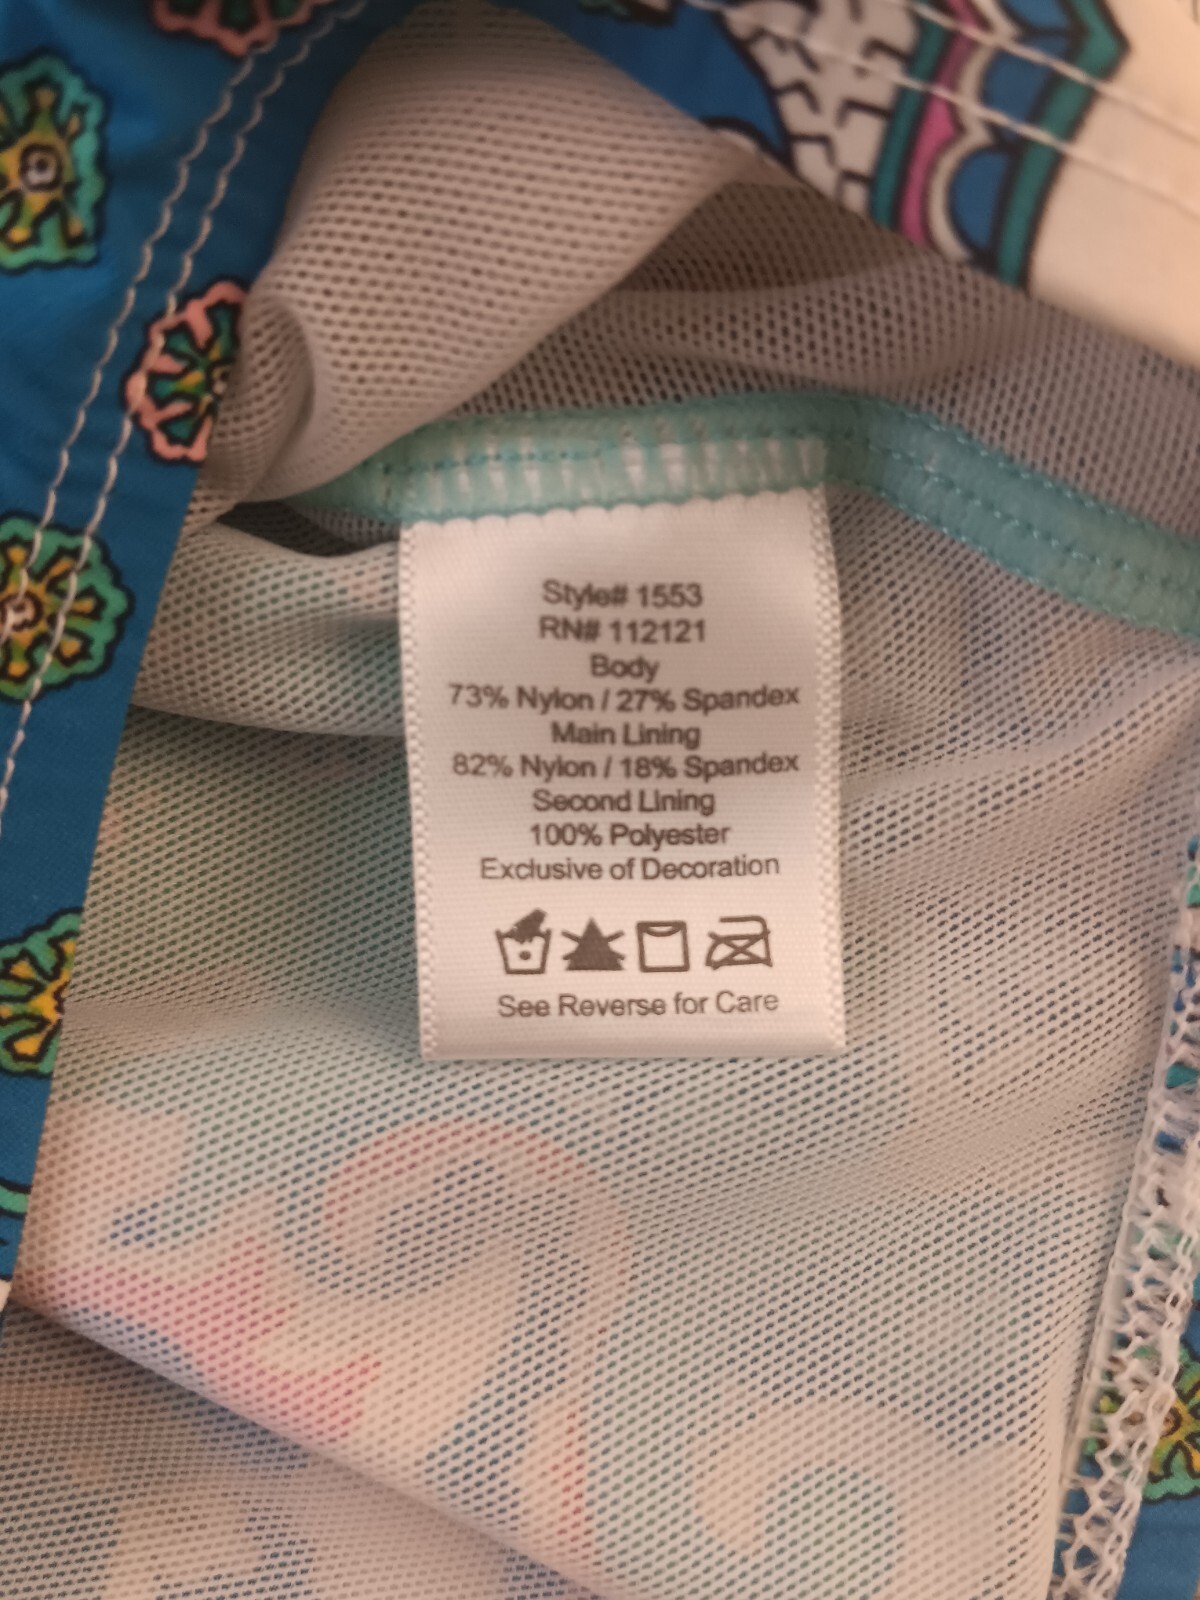 Style# 1553
RN# 112121
Body
73% Nylon / 27% Spandex
Main Lining
82% Nylon / 18% Spandex
Second Lining
100% Polyester
Exclusive of Decoration
See Reverse for Care